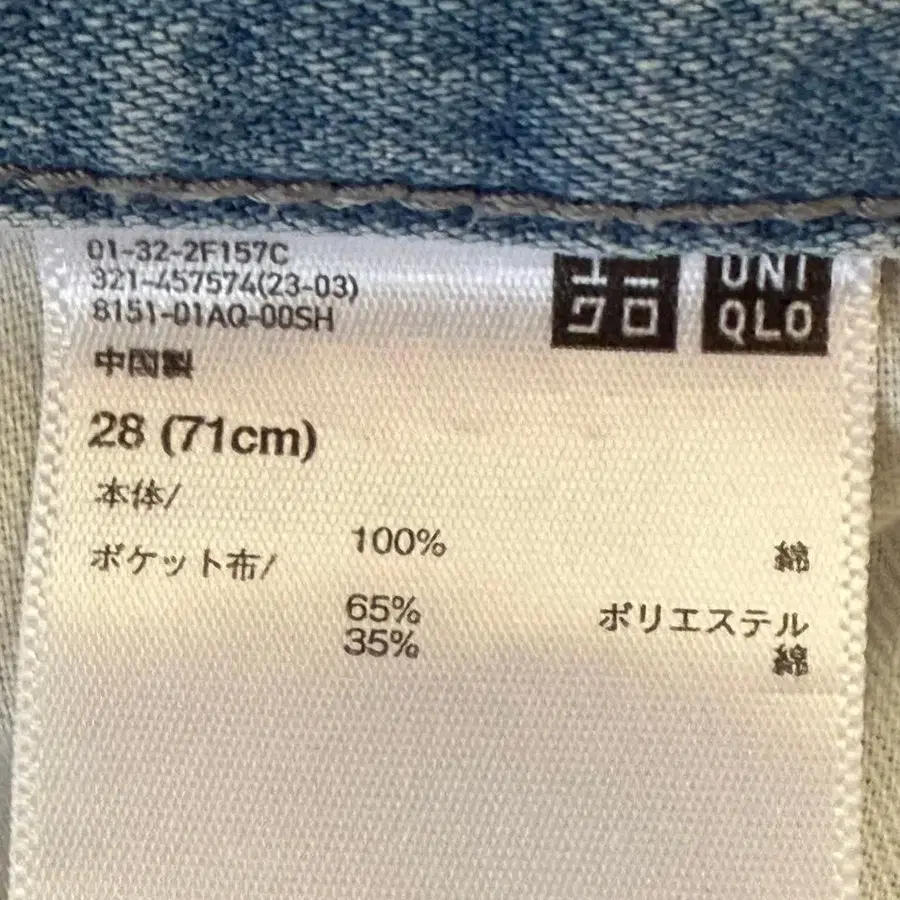 01-32-2F157C
321-457574(23-03)
8151-01AQ-00SH
ユニ
クロ
UNI
QLO
中国製
28 (71cm)
本体/
100% 綿
ポケット布/
65% ポリエステル
35% 綿